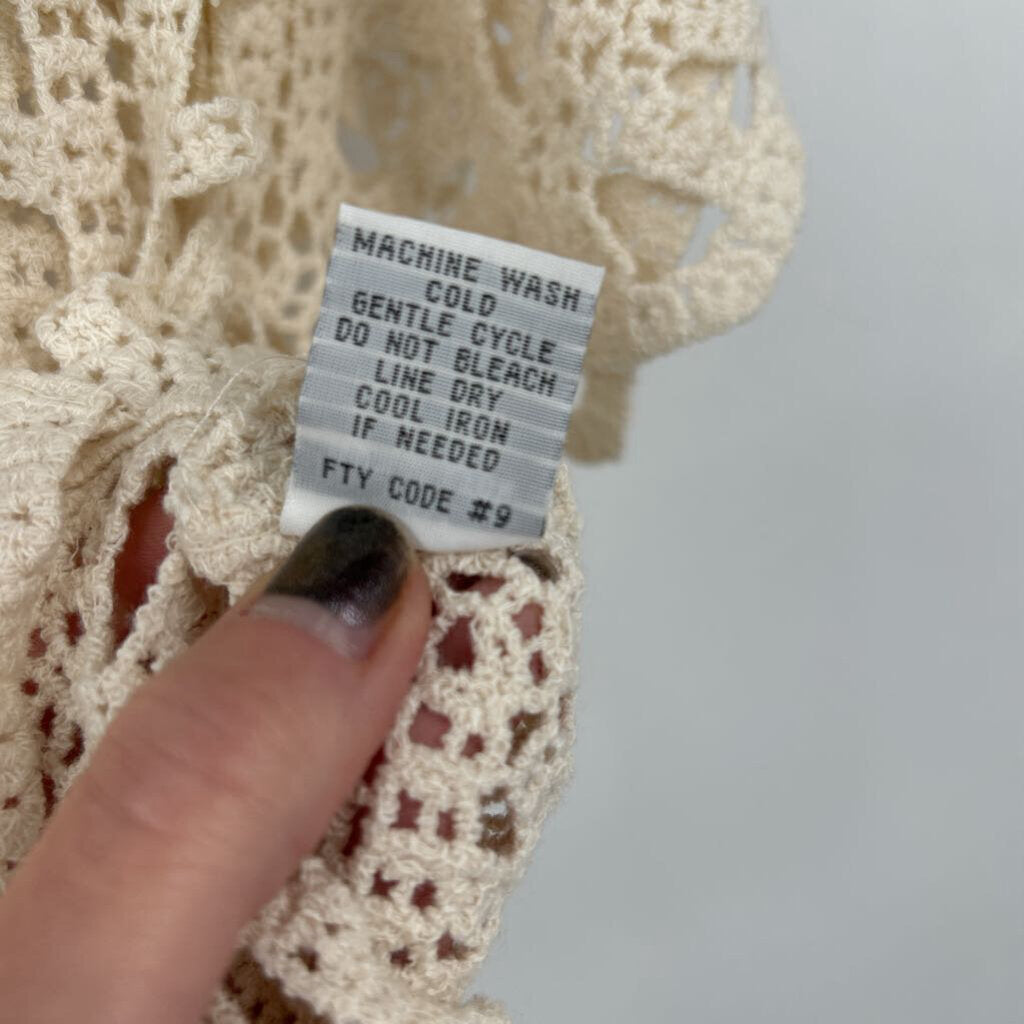 MACHINE WASH
COLD
GENTLE CYCLE
DO NOT BLEACH
LINE DRY
COOL IRON
IF NEEDED
FTY CODE #9